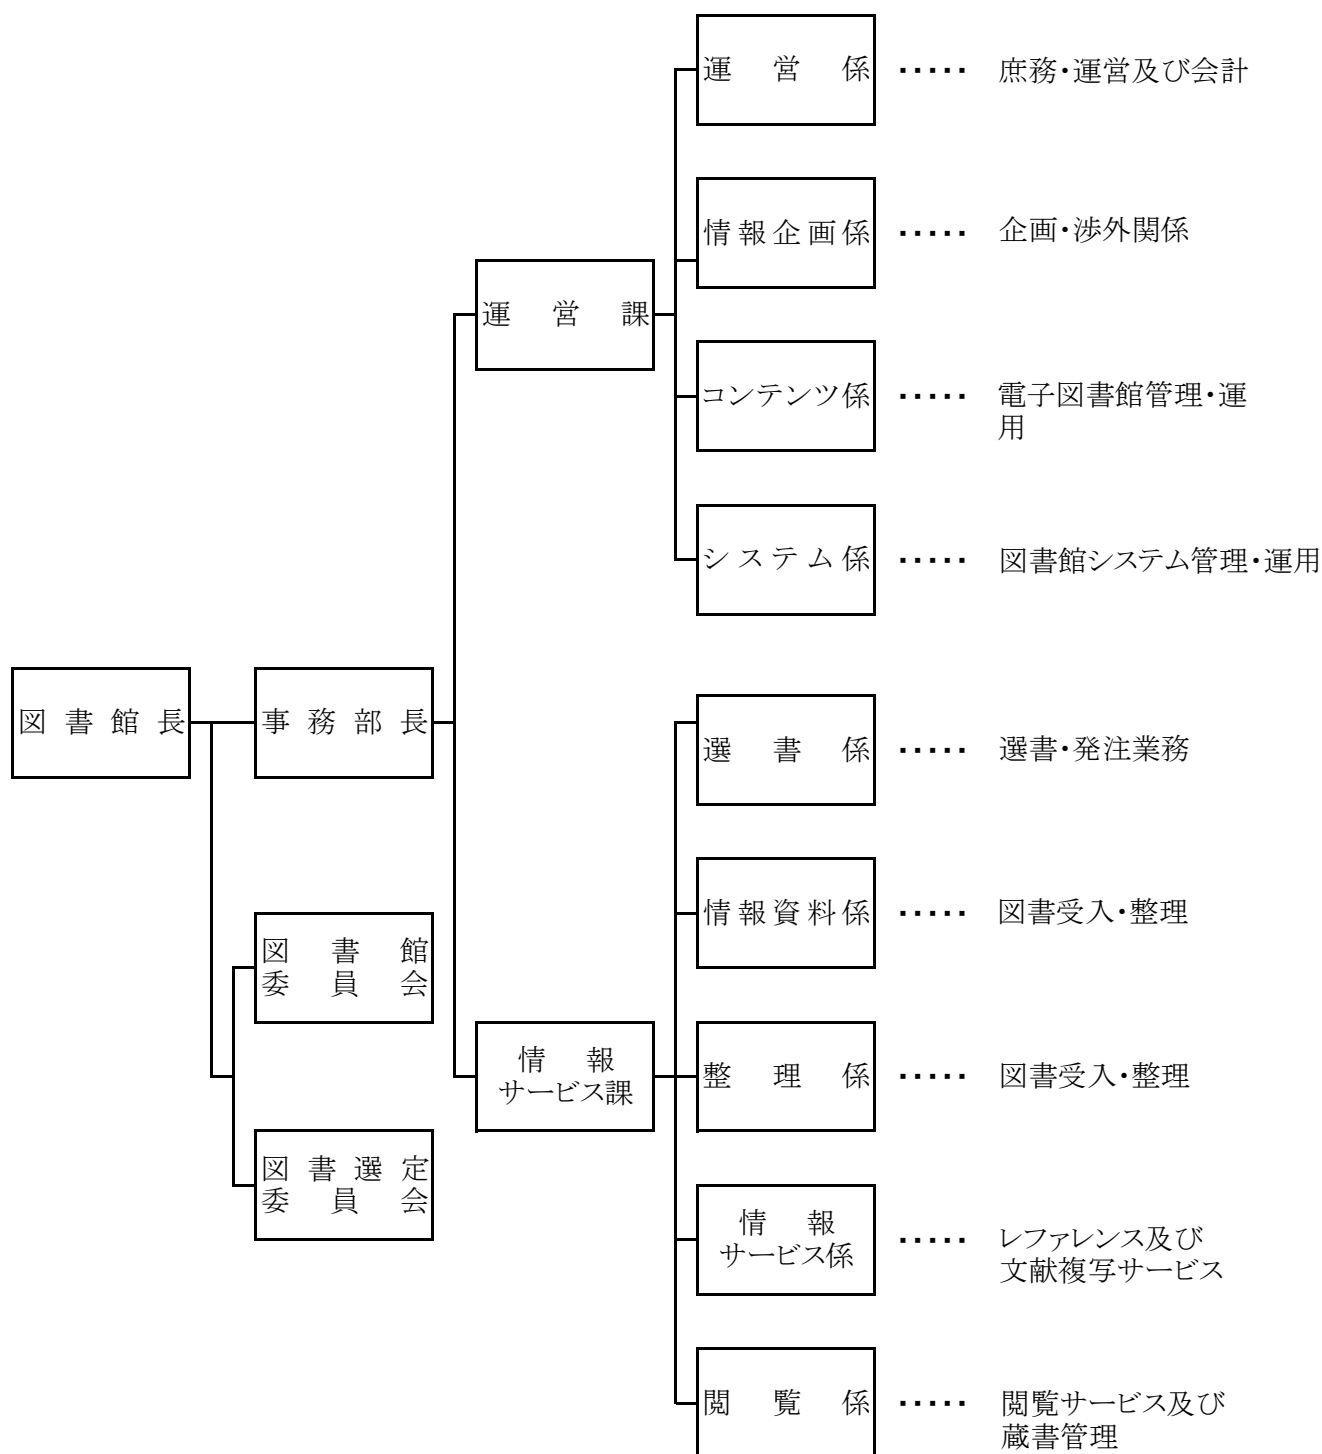 運営係 ・・・・・ 庶務・運営及び会計
情報企画係 ・・・・・ 企画・渉外関係
運営課
コンテンツ係 ・・・・・ 電子図書館管理・運
用
システム係 ・・・・・ 図書館システム管理・運用
図書館長
事務部長
選書係 ・・・・・ 選書・発注業務
情報資料係 ・・・・・ 図書受入・整理
図書館
委員会
情報
サービス課
整理係 ・・・・・ 図書受入・整理
図書選定
委員会
情報
サービス係 ・・・・・ レファレンス及び
文献複写サービス
閲覧係 ・・・・・ 閲覧サービス及び
蔵書管理